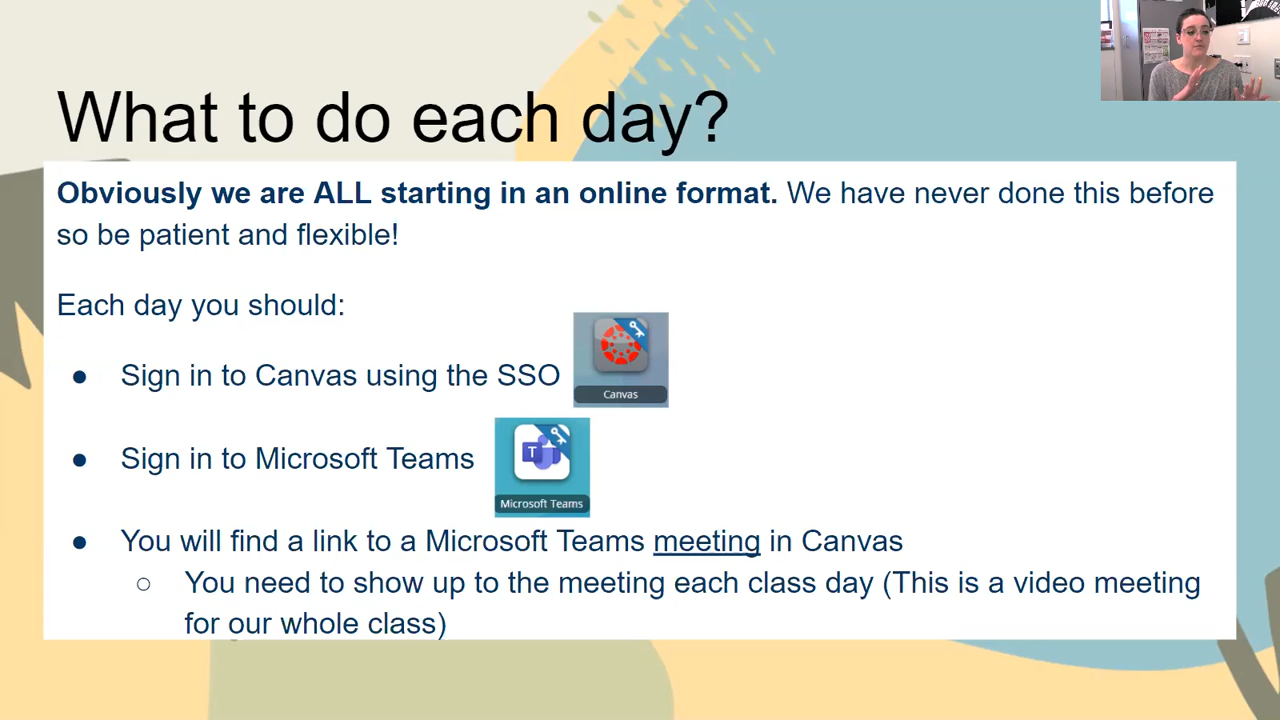 What to do each day?
Obviously we are ALL starting in an online format. We have never done this before
so be patient and flexible!
Each day you should:
● Sign in to Canvas using the SSO
Canvas
● Sign in to Microsoft Teams
T
Microsoft Teams
● You will find a link to a Microsoft Teams meeting in Canvas
○ You need to show up to the meeting each class day (This is a video meeting
for our whole class)